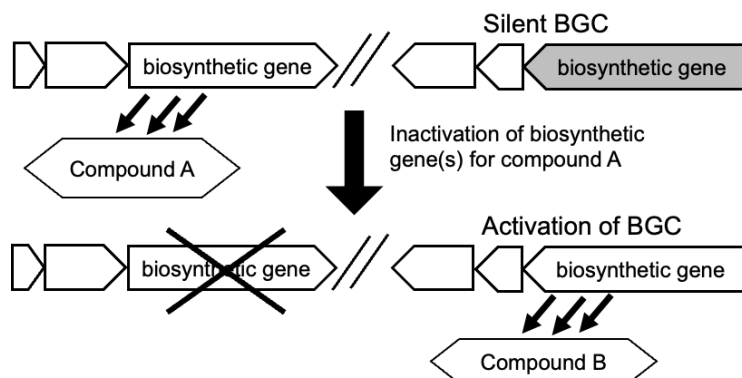 Silent BGC
biosynthetic gene
biosynthetic gene
Compound A
Inactivation of biosynthetic
gene(s) for compound A
Activation of BGC
biosynthetic gene
biosynthetic gene
Compound B